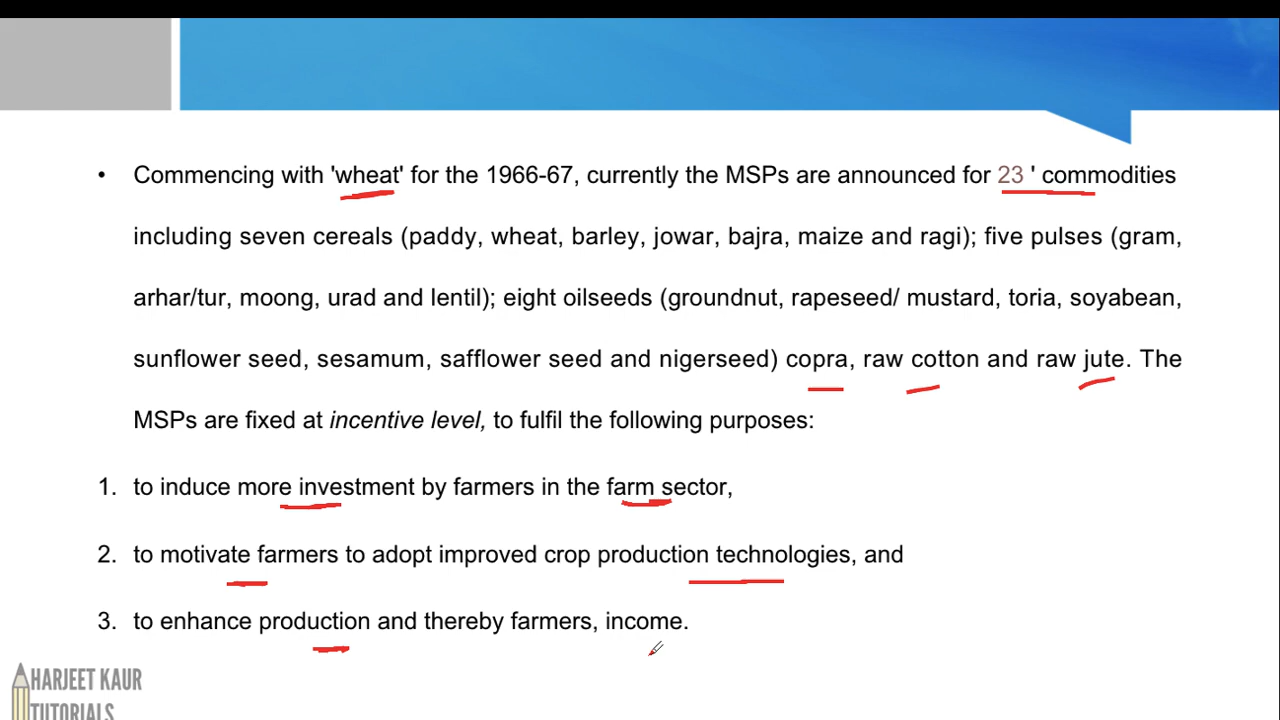 • Commencing with 'wheat' for the 1966-67, currently the MSPs are announced for 23 ' commodities
including seven cereals (paddy, wheat, barley, jowar, bajra, maize and ragi); five pulses (gram,
arhar/tur, moong, urad and lentil); eight oilseeds (groundnut, rapeseed/ mustard, toria, soyabean,
sunflower seed, sesamum, safflower seed and nigerseed) copra, raw cotton and raw jute. The
MSPs are fixed at incentive level, to fulfil the following purposes:
1. to induce more investment by farmers in the farm sector,
2. to motivate farmers to adopt improved crop production technologies, and
3. to enhance production and thereby farmers, income.
HARJEET KAUR
TUTORIALS